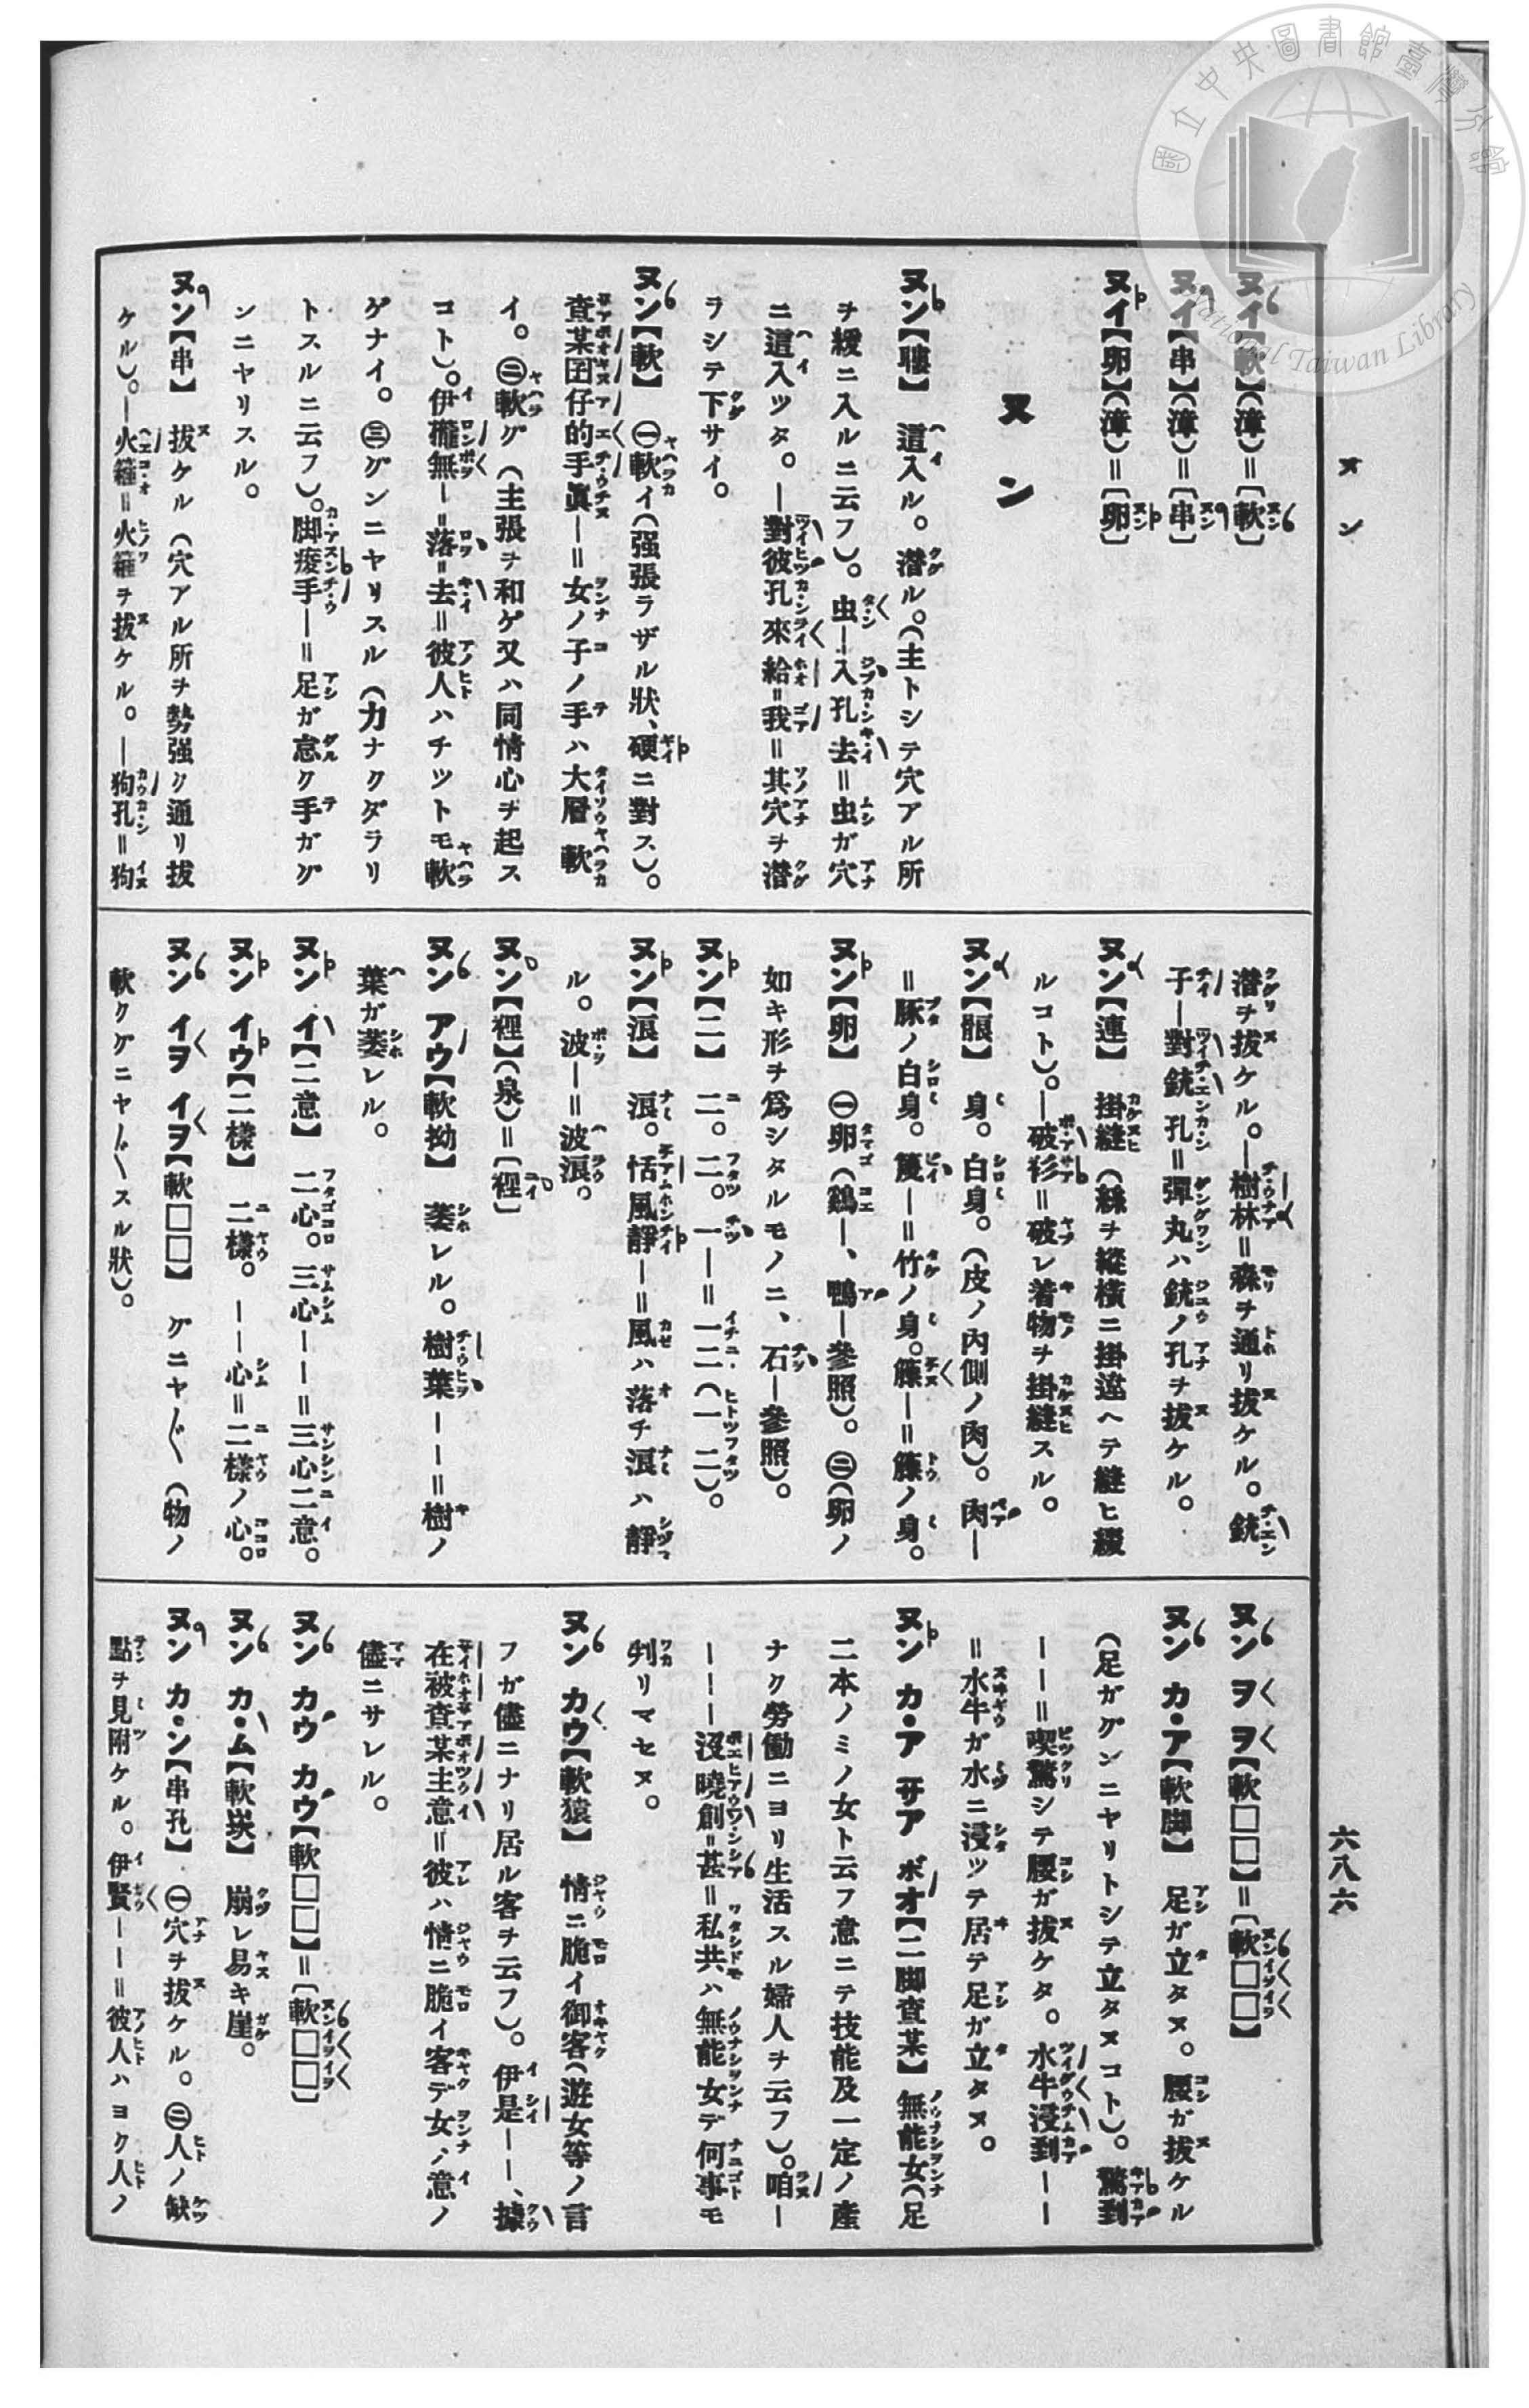 ヌン
六八六
ヌイ【軟】(漳)=〔軟〕
ヌイ【串】(漳)=〔串〕
ヌイ【卵】(漳)=〔卵〕
ヌン
ヌン【𨃓】 這入ル。潜ル。(主トシテ穴アル所
ヲ緩ニ入ルニ云フ)。虫—入孔去=虫ガ穴
ニ這入ツタ。—對彼孔來給=我=其穴ヲ潜
ラシテ下サイ。
ヌン【軟】 ㊀軟イ(强張ラザル狀、硬ニ對ス)。
査某囝仔的手眞—=女ノ子ノ手ハ大層軟
イ。㊁軟グ(主張ヲ和ゲ又ハ同情心ヲ起ス
コト)。伊攏無—=落=去=彼人ハチツトモ軟
ゲナイ。㊂グンニヤリスル(力ナクダラリ
トスルニ云フ)。脚痠手—=足ガ怠ク手ガグ
ンニヤリスル。
ヌン【串】 拔ケル(穴アル所ヲ勢强ク通リ拔
ケル)。—火籠=火籠ヲ拔ケル。—狗孔=狗
潜ヲ拔ケル。—樹林=森ヲ通リ拔ケル。銃
子—對銃孔=彈丸ハ銃ノ孔ヲ拔ケル。
ヌン【連】 掛縫(絲ヲ縱橫ニ掛違ヘテ縫ヒ綴
ルコト)。—破衫=破レ着物ヲ掛縫スル。
ヌン 身。白身。(皮ノ內側ノ肉)。肉—
=豚ノ白身。篾—=竹ノ身。籐—=籐ノ身。
ヌン【卵】 ㊀卵(鷄—、鴨—參照)。㊁(卵ノ
如キ形ヲ爲シタルモノニ、石—參照)。
ヌン【二】 二。二。一—=一二(一二)。
ヌン【浪】 浪。恬風靜—=風ハ落チ浪ハ靜
ル。波—=波浪。
ヌン【裡】(泉)=〔裡〕
ヌン アウ【軟拗】 萎レル。樹葉——=樹ノ
葉ガ萎レル。
ヌン イ【二意】 二心。三心——=三心二意。
ヌン イウ【二樣】 二樣。——心=二樣ノ心。
ヌン イヲ イヲ【軟□□】 グニヤ〴〵(物ノ
軟クグニヤ〴〵スル狀)。
ヌン ヲ ヲ【軟□□】=〔軟□□】
ヌン カ・ア【軟脚】 足ガ立タヌ。腰ガ拔ケル
(足ガグンニヤリトシテ立タヌコト)。驚到
——=喫驚シテ腰ガ拔ケタ。水牛浸到——
=水牛ガ水ニ浸ツテ居テ足ガ立タヌ。
ヌン カ・ア サア ボオ【二脚査某】 無能女(足
二本ノミノ女ト云フ意ニテ技能及一定ノ產
ナク勞働ニヨリ生活スル婦人ヲ云フ)。咱—
———沒曉創=甚=私共ハ無能女デ何事モ
判リマセヌ。
ヌン カウ【軟猿】 情ニ脆イ御客(遊女等ノ言
フガ儘ニナリ居ル客ヲ云フ)。伊是——、據
在被査某主意=彼ハ情ニ脆イ客デ女ノ意ノ
儘ニサレル。
ヌン カウ カウ【軟□□】=〔軟□□〕
ヌン カ・ム【軟崁】 崩レ易キ崖。
ヌン カ・ン【串孔】 ㊀穴ヲ拔ケル。㊁人ノ缺
點ヲ見附ケル。伊賢——=彼人ハヨク人ノ